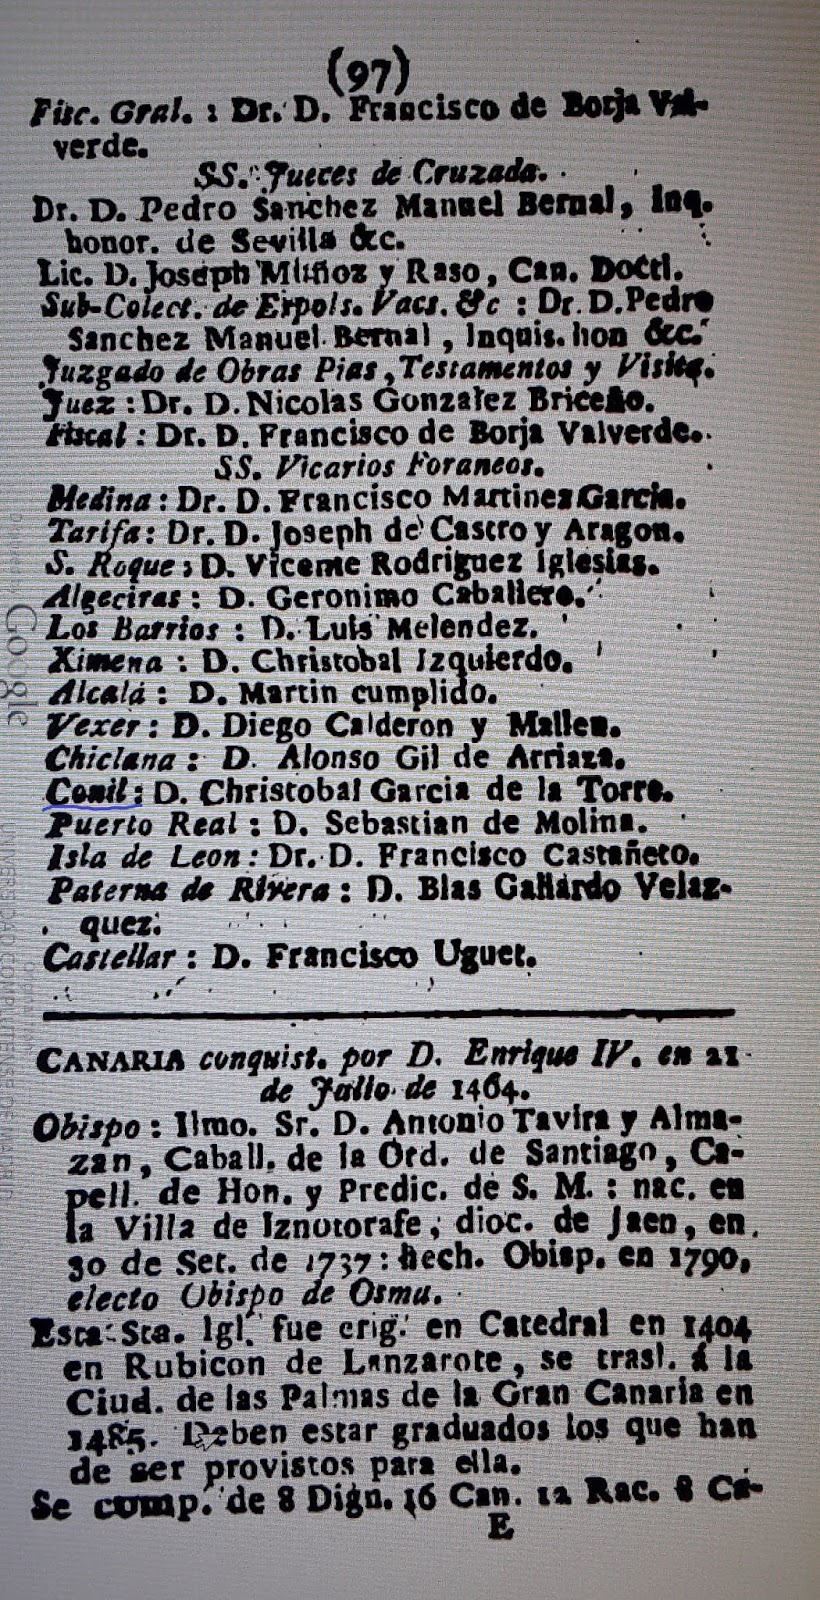 (97)
Fisc. Gral. : Dr. D. Francisco de Borja Val-
verde.
SS. Jueces de Cruzada.
Dr. D. Pedro Sanchez Manuel Bernal, Inq.
honor. de Sevilla &c.
Lic. D. Joseph Muñoz y Raso, Can. Doctl.
Sub-Colect. de Expols. Vacs. &c : Dr. D. Pedro
Sanchez Manuel Bernal, Inquis. hon &c.
Juzgado de Obras Pias, Testamentos y Visita.
Juez : Dr. D. Nicolas Gonzalez Briceño.
Fiscal : Dr. D. Francisco de Borja Valverde.
SS. Vicarios Foraneos.
Medina : Dr. D. Francisco Martinez Garcia.
Tarifa : Dr. D. Joseph de Castro y Aragon.
S. Roque : D. Vicente Rodriguez Iglesias.
Algeciras : D. Geronimo Caballero.
Los Barrios : D. Luis Melendez.
Ximena : D. Christobal Izquierdo.
Alcalá : D. Martin cumplido.
Vexer : D. Diego Calderon y Mallen.
Chiclana : D. Alonso Gil de Arriaza.
Conil : D. Christobal Garcia de la Torre.
Puerto Real : D. Sebastian de Molina.
Isla de Leon : Dr. D. Francisco Castañeto.
Paterna de Rivera : D. Blas Gallardo Velaz-
quez.
Castellar : D. Francisco Uguet.
CANARIA conquist. por D. Enrique IV. en 21
de Julio de 1464.
Obispo : Ilmo. Sr. D. Antonio Tavira y Alma-
zan, Caball. de la Ord. de Santiago, Ca-
pell. de Hon. y Predic. de S. M. : nac. en
la Villa de Iznotorafe, dioc. de Jaen, en
30 de Set. de 1737 : hech. Obisp. en 1790,
electo Obispo de Osma.
Esta Sta. Igl. fue erig. en Catedral en 1404
en Rubicon de Lanzarote, se trasl. á la
Ciud. de las Palmas de la Gran Canaria en
1485. Deben estar graduados los que han
de ser provistos para ella.
Se comp. de 8 Dign. 16 Can. 12 Rac. 8 Ca-
E
Google
UNIVERSIDAD COMPLUTENSE DE MADRID